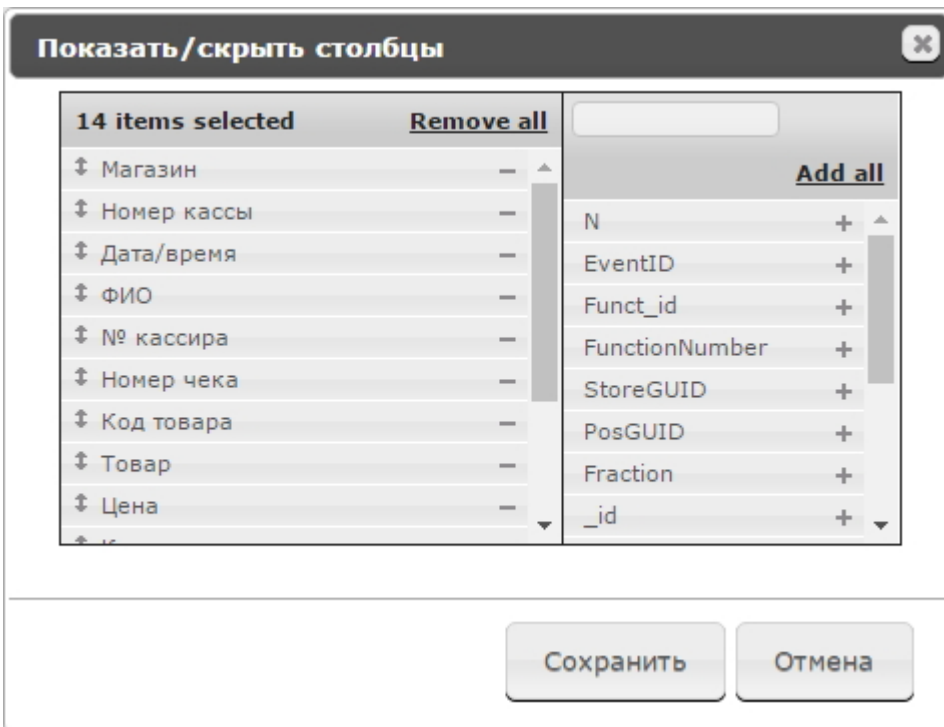 Показать/скрыть столбцы
14 items selected Remove all
Магазин
Номер кассы
Дата/время
ФИО
№ кассира
Номер чека
Код товара
Товар
Цена
Add all
N
EventID
Funct_id
FunctionNumber
StoreGUID
PosGUID
Fraction
_id
Сохранить Отмена